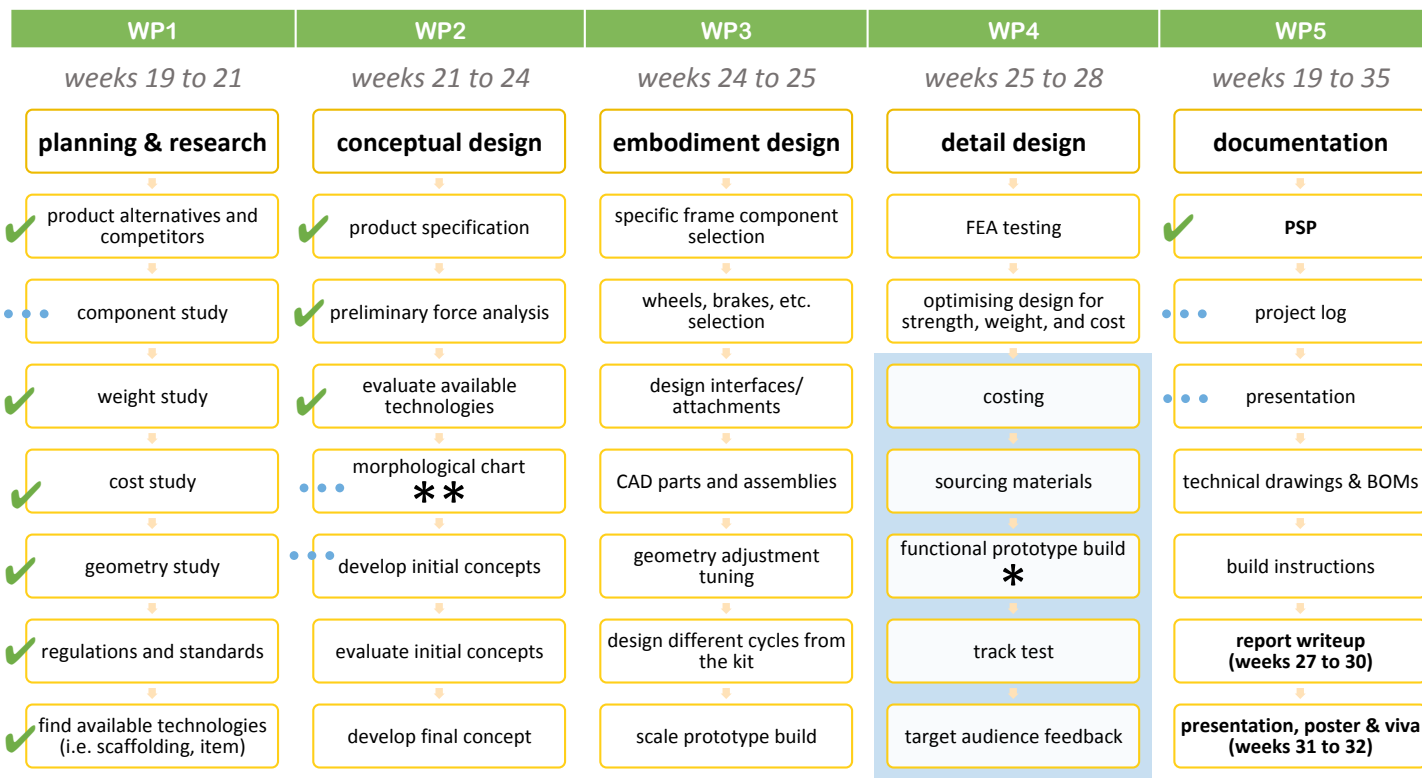 WP1
weeks 19 to 21
planning & research
product alternatives and
competitors
component study
weight study
cost study
geometry study
regulations and standards
find available technologies
(i.e. scaffolding, item)
WP2
weeks 21 to 24
conceptual design
product specification
preliminary force analysis
evaluate available
technologies
morphological chart
**
develop initial concepts
evaluate initial concepts
develop final concept
WP3
weeks 24 to 25
embodiment design
specific frame component
selection
wheels, brakes, etc.
selection
design interfaces/
attachments
CAD parts and assemblies
geometry adjustment
tuning
design different cycles from
the kit
scale prototype build
WP4
weeks 25 to 28
detail design
FEA testing
optimising design for
strength, weight, and cost
costing
sourcing materials
functional prototype build
*
track test
target audience feedback
WP5
weeks 19 to 35
documentation
PSP
project log
presentation
technical drawings & BOMs
build instructions
report writeup
(weeks 27 to 30)
presentation, poster & viva
(weeks 31 to 32)